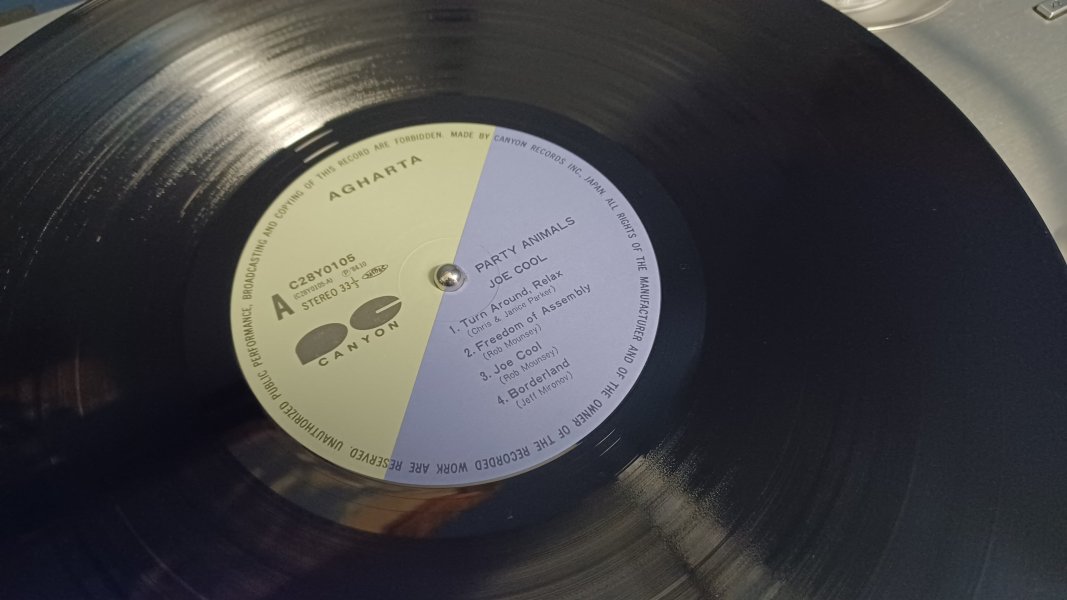 UNAUTHORIZED PUBLIC PERFORMANCE, BROADCASTING AND COPYING OF THIS RECORD ARE FORBIDDEN. MADE BY CANYON RECORDS INC., JAPAN. ALL RIGHTS OF THE MANUFACTURER AND OF THE OWNER OF THE RECORDED WORK ARE RESERVED.
AGHARTA
C28Y0105
(C28Y0105-A) Ⓟ'84.10
A
STEREO 33⅓
CANYON
PARTY ANIMALS
JOE COOL
1. Turn Around, Relax
(Chris & Janice Parker)
2. Freedom of Assembly
(Rob Mounsey)
3. Joe Cool
(Rob Mounsey)
4. Borderland
(Jeff Mironov)